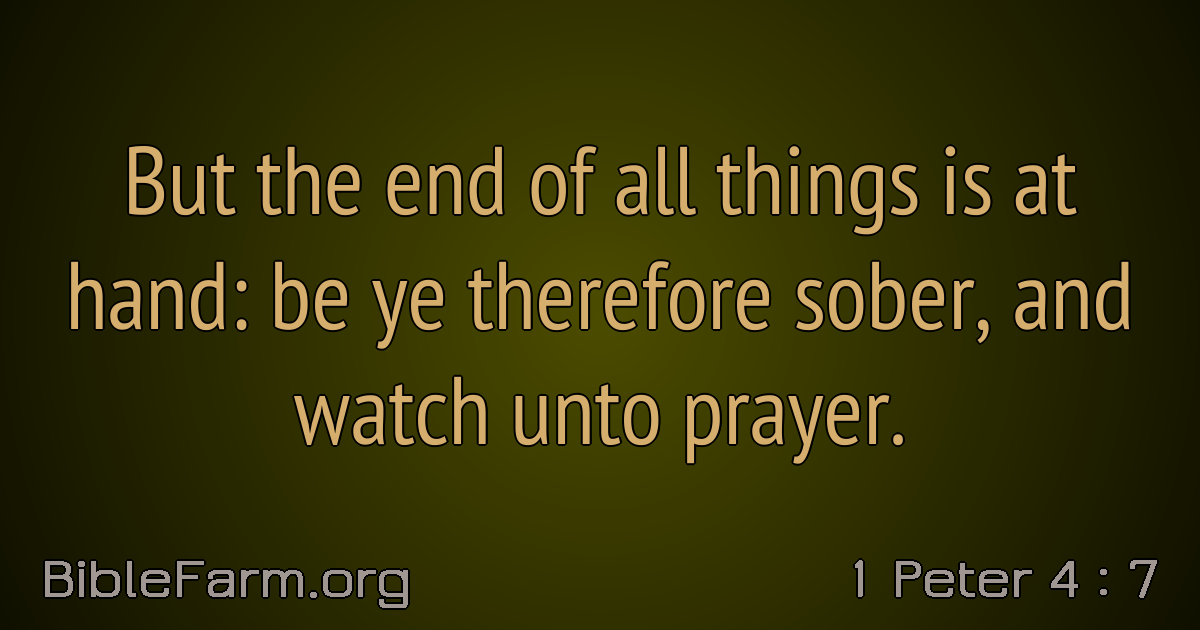 But the end of all things is at
hand: be ye therefore sober, and
watch unto prayer.
BibleFarm.org
1 Peter 4 : 7